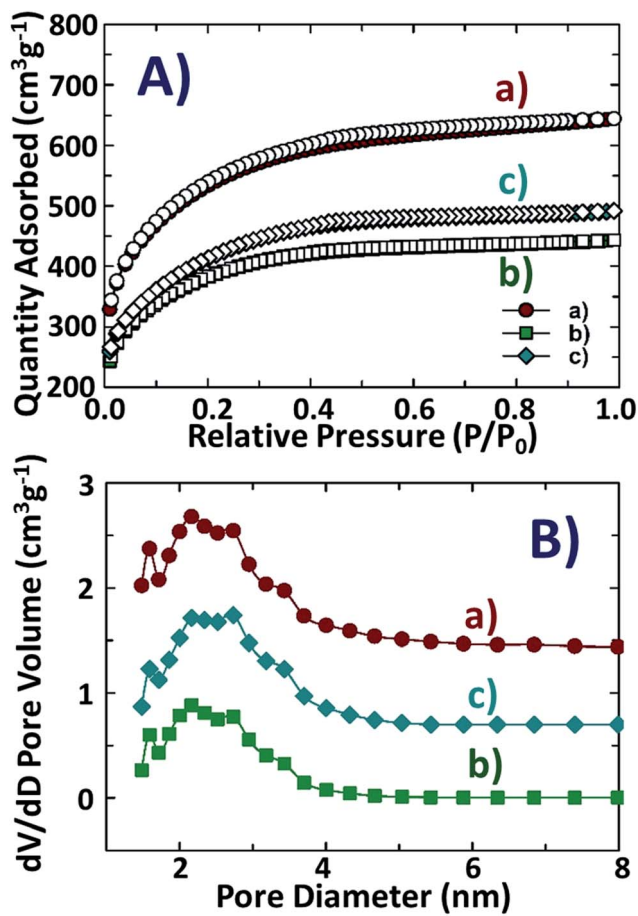 A)
Quantity Adsorbed (cm³g⁻¹)
800
700
600
500
400
300
200
a)
c)
b)
a)
b)
c)
0.0 0.2 0.4 0.6 0.8 1.0
Relative Pressure (P/P₀)
B)
dV/dD Pore Volume (cm³g⁻¹)
3
2
1
0
a)
c)
b)
2 4 6 8
Pore Diameter (nm)